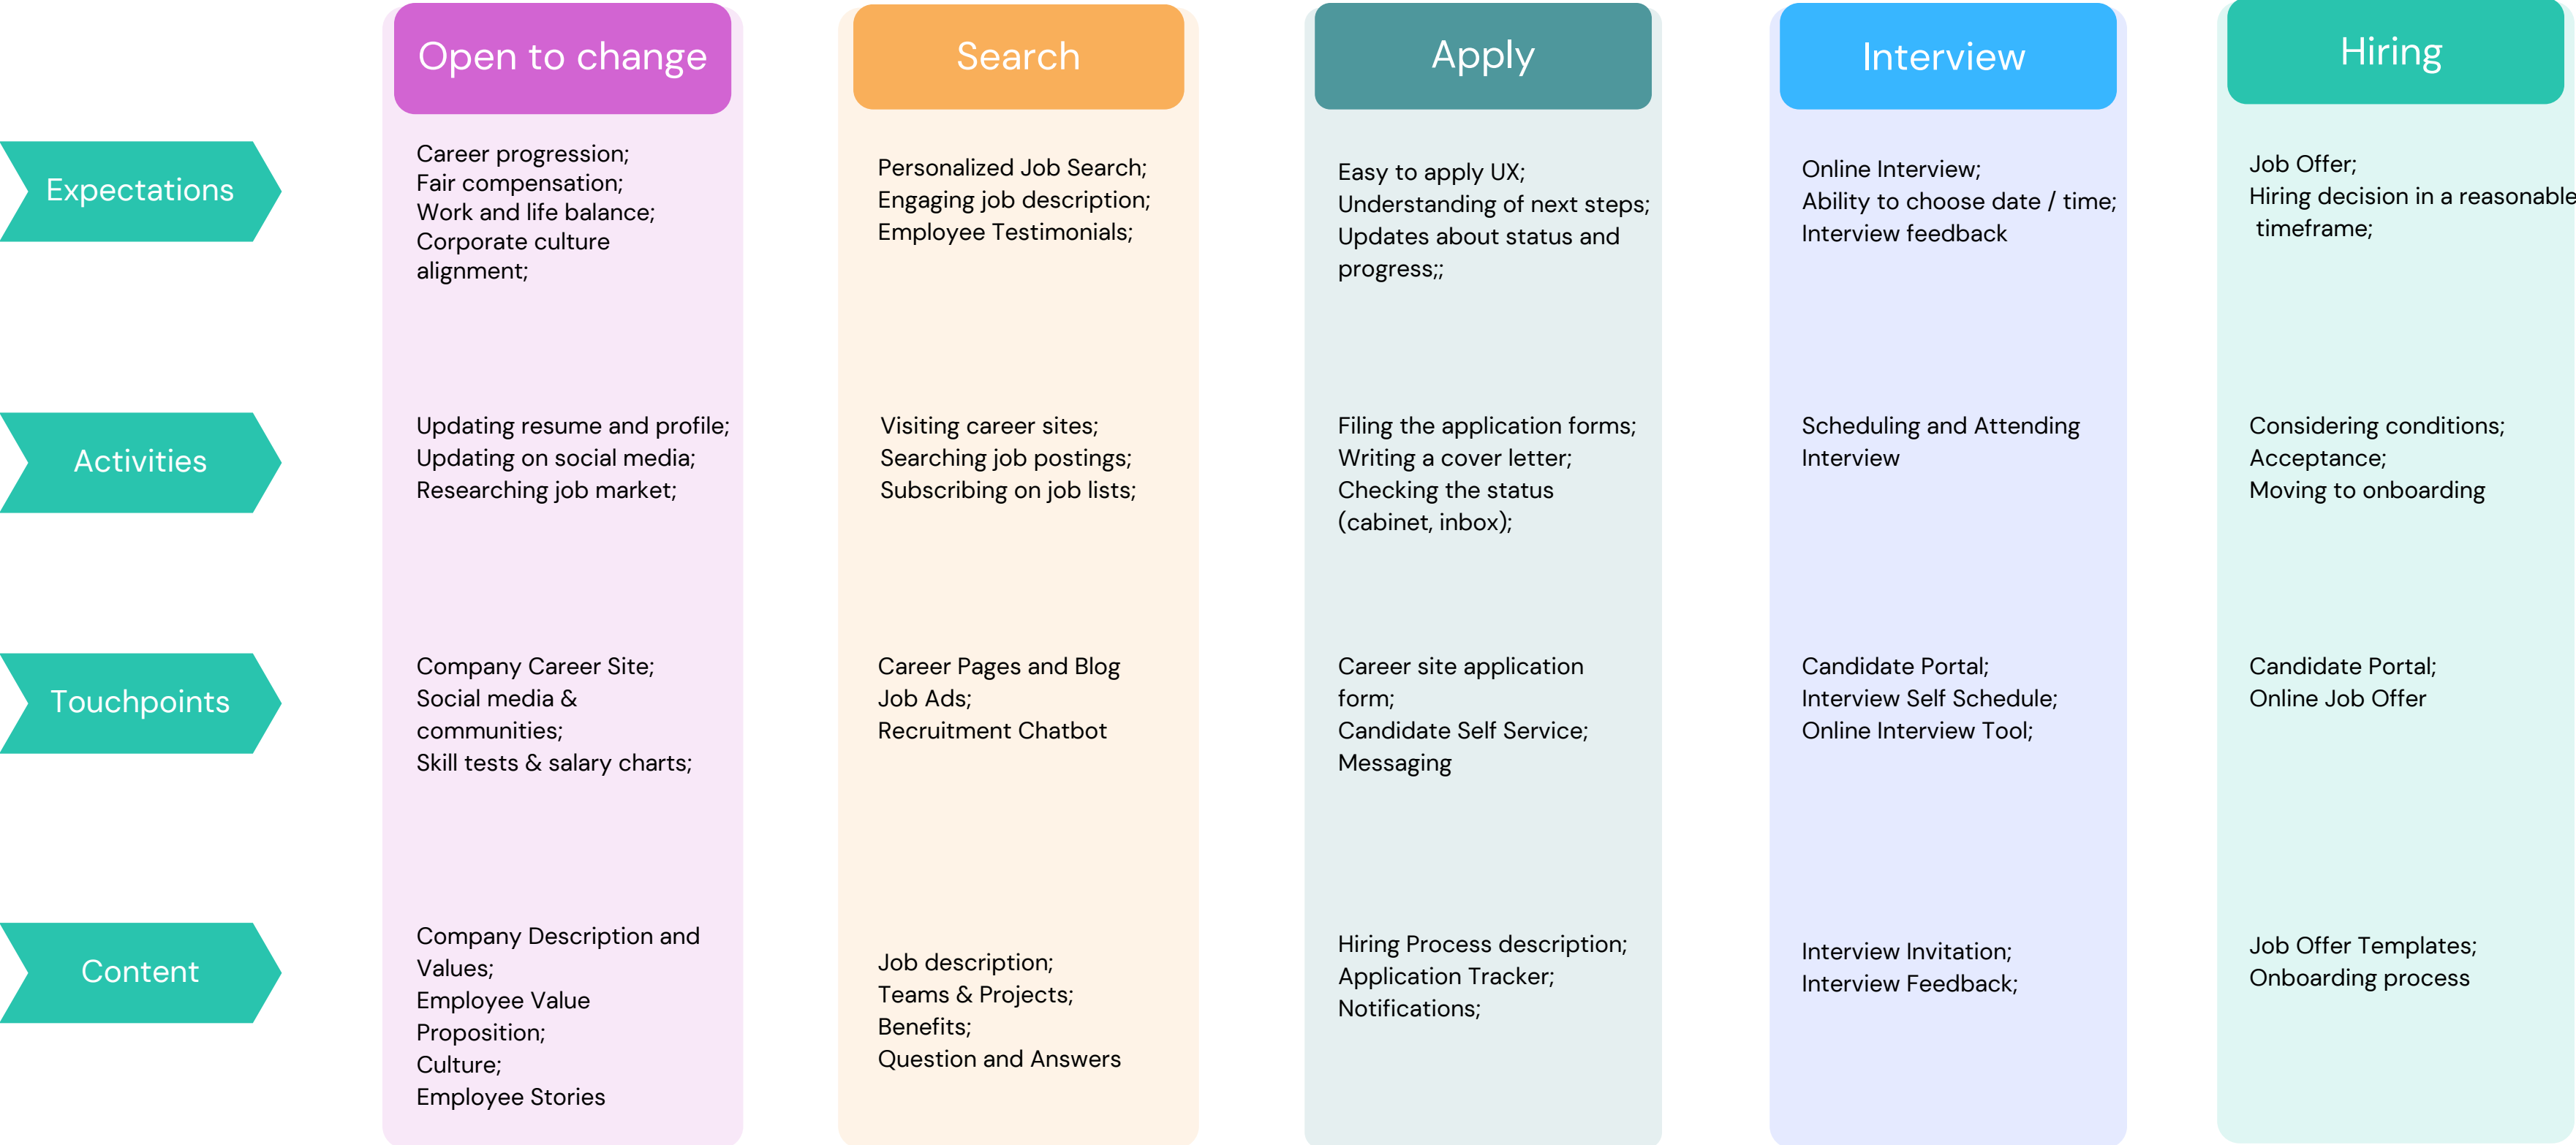 Open to change
Search
Apply
Interview
Hiring
Expectations
Career progression;
Fair compensation;
Work and life balance;
Corporate culture
alignment;
Personalized Job Search;
Engaging job description;
Employee Testimonials;
Easy to apply UX;
Understanding of next steps;
Updates about status and
progress;;
Online Interview;
Ability to choose date / time;
Interview feedback
Job Offer;
Hiring decision in a reasonable
timeframe;
Activities
Updating resume and profile;
Updating on social media;
Researching job market;
Visiting career sites;
Searching job postings;
Subscribing on job lists;
Filing the application forms;
Writing a cover letter;
Checking the status
(cabinet, inbox);
Scheduling and Attending
Interview
Considering conditions;
Acceptance;
Moving to onboarding
Touchpoints
Company Career Site;
Social media &
communities;
Skill tests & salary charts;
Career Pages and Blog
Job Ads;
Recruitment Chatbot
Career site application
form;
Candidate Self Service;
Messaging
Candidate Portal;
Interview Self Schedule;
Online Interview Tool;
Candidate Portal;
Online Job Offer
Content
Company Description and
Values;
Employee Value
Proposition;
Culture;
Employee Stories
Job description;
Teams & Projects;
Benefits;
Question and Answers
Hiring Process description;
Application Tracker;
Notifications;
Interview Invitation;
Interview Feedback;
Job Offer Templates;
Onboarding process